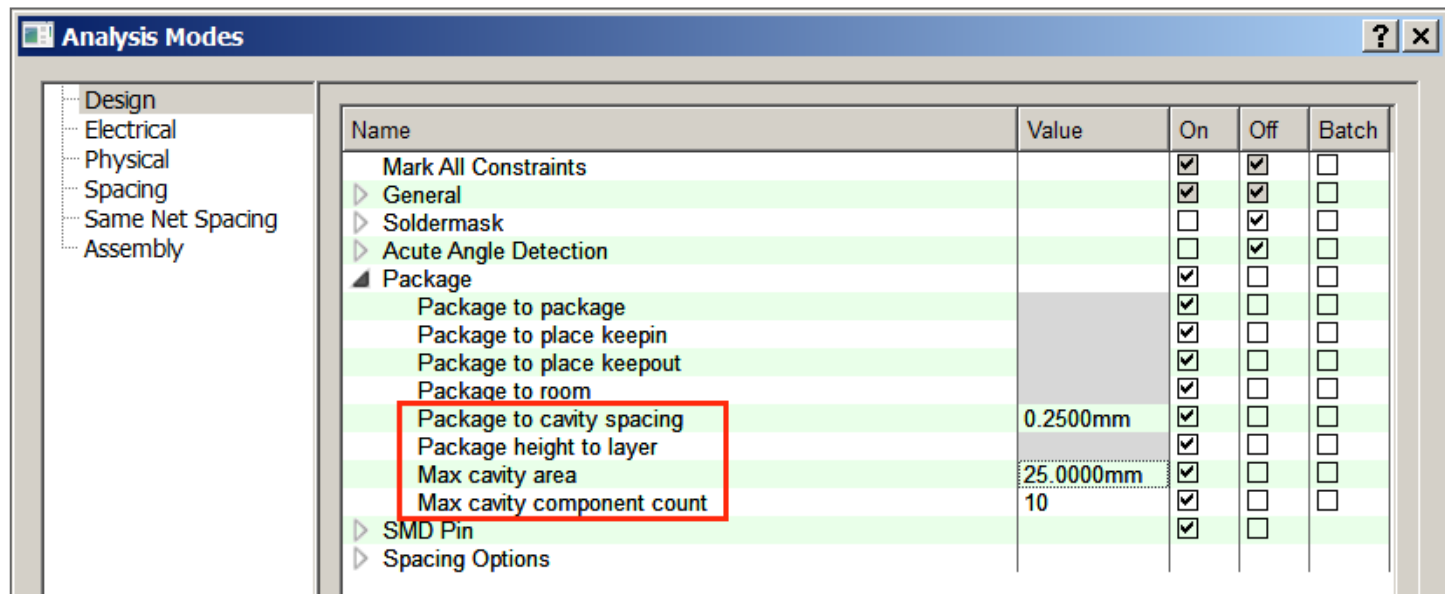 Analysis Modes ? ×
Design
Electrical
Physical
Spacing
Same Net Spacing
Assembly
Name Value On Off Batch
Mark All Constraints
General
Soldermask
Acute Angle Detection
Package
Package to package
Package to place keepin
Package to place keepout
Package to room
Package to cavity spacing 0.2500mm
Package height to layer
Max cavity area 25.0000mm
Max cavity component count 10
SMD Pin
Spacing Options